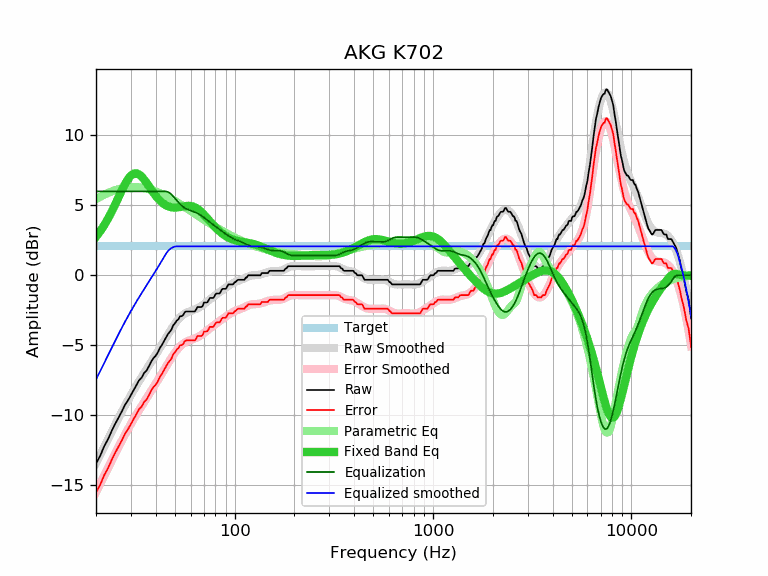 AKG K702
Amplitude (dBr)
10
5
0
−5
−10
−15
100
1000
10000
Frequency (Hz)
Target
Raw Smoothed
Error Smoothed
Raw
Error
Parametric Eq
Fixed Band Eq
Equalization
Equalized smoothed